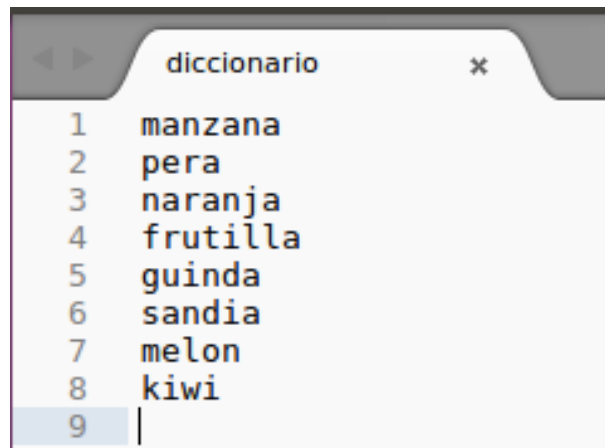 diccionario
1 manzana
2 pera
3 naranja
4 frutilla
5 guinda
6 sandia
7 melon
8 kiwi
9